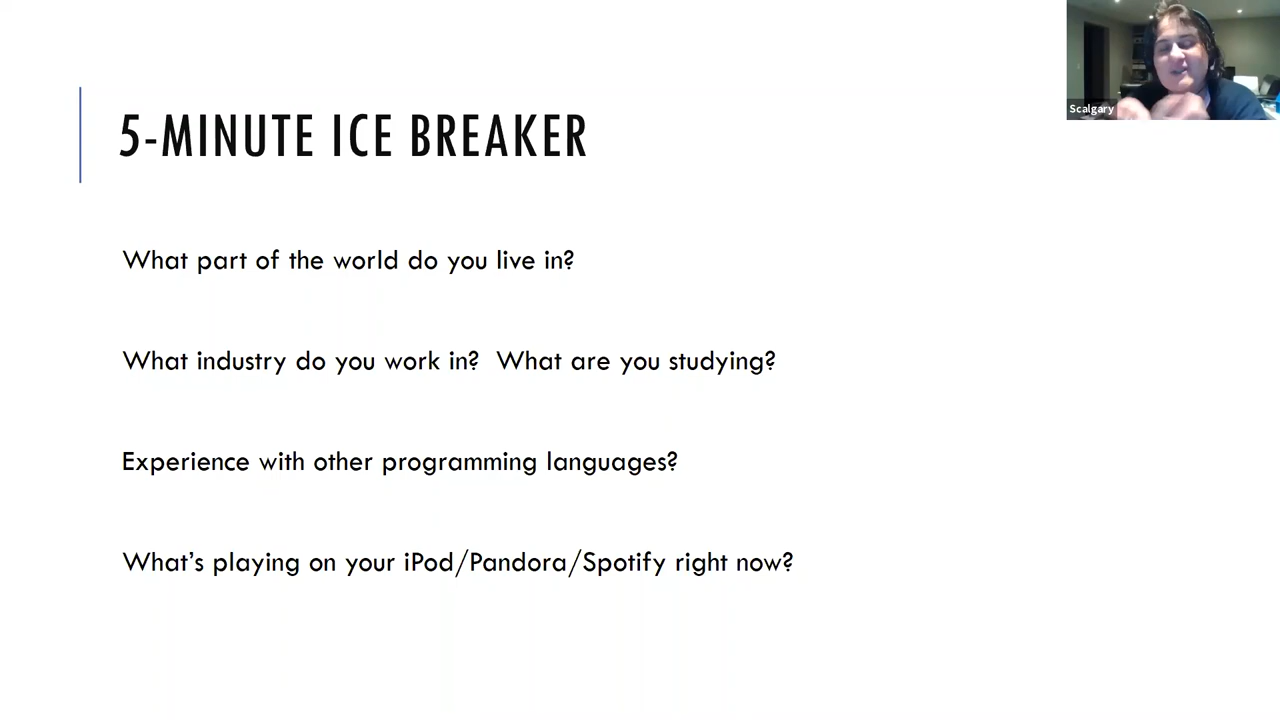 5-MINUTE ICE BREAKER
Scalgary
What part of the world do you live in?
What industry do you work in?  What are you studying?
Experience with other programming languages?
What’s playing on your iPod/Pandora/Spotify right now?